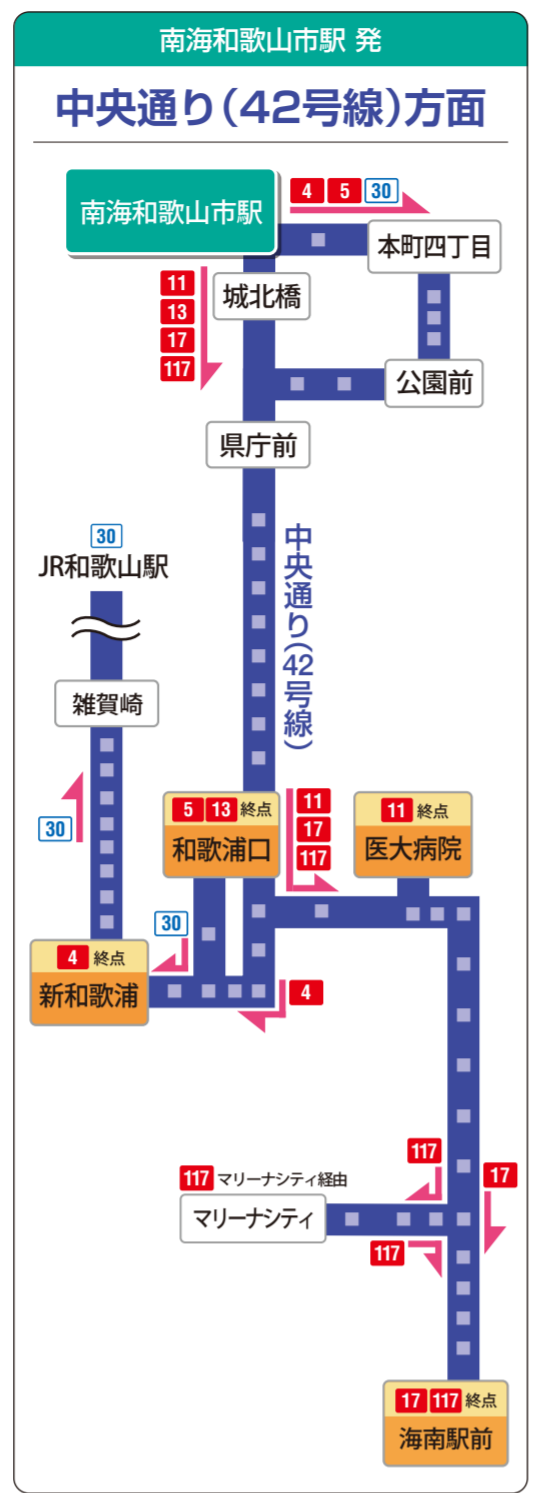 南海和歌山市駅 発
中央通り(42号線)方面
南海和歌山市駅
4 5 30
本町四丁目
11
13
17
117
城北橋
公園前
県庁前
中央通り(42号線)
30
JR和歌山駅
雑賀崎
30
5 13 終点
和歌浦口
11
17
117
11 終点
医大病院
30
4 終点
新和歌浦
4
117
17
117 マリーナシティ経由
マリーナシティ
117
17 117 終点
海南駅前